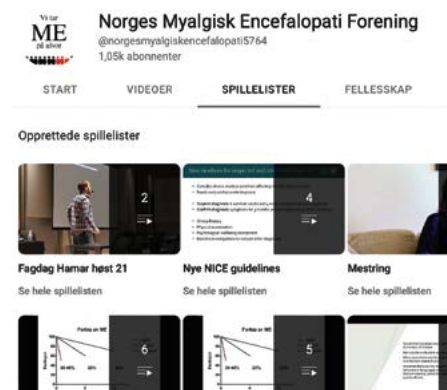 Vi tar
ME
på alvor
Norges Myalgisk Encefalopati Forening
@norgesmyalgiskencefalopati5764
1,05k abonnenter
START VIDEOER SPILLELISTER FELLESSKAP
Opprettede spillelister
2
4
Fagdag Hamar høst 21
Nye NICE guidelines
Mestring
Se hele spillelisten
Se hele spillelisten
Se hele spillelisten
6
5